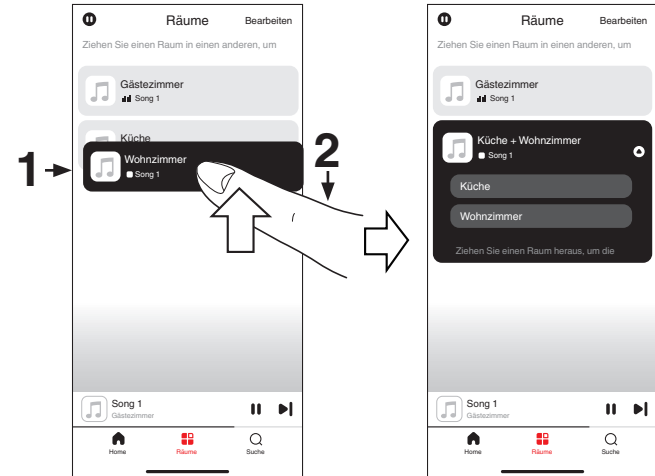 Räume
Bearbeiten
Ziehen Sie einen Raum in einen anderen, um
Gästezimmer
Song 1
Küche
Wohnzimmer
Song 1
1
2
Song 1
Gästezimmer
Home
Räume
Suche
Räume
Bearbeiten
Ziehen Sie einen Raum in einen anderen, um
Gästezimmer
Song 1
Küche + Wohnzimmer
Song 1
Küche
Wohnzimmer
Ziehen Sie einen Raum heraus, um die
Song 1
Gästezimmer
Home
Räume
Suche